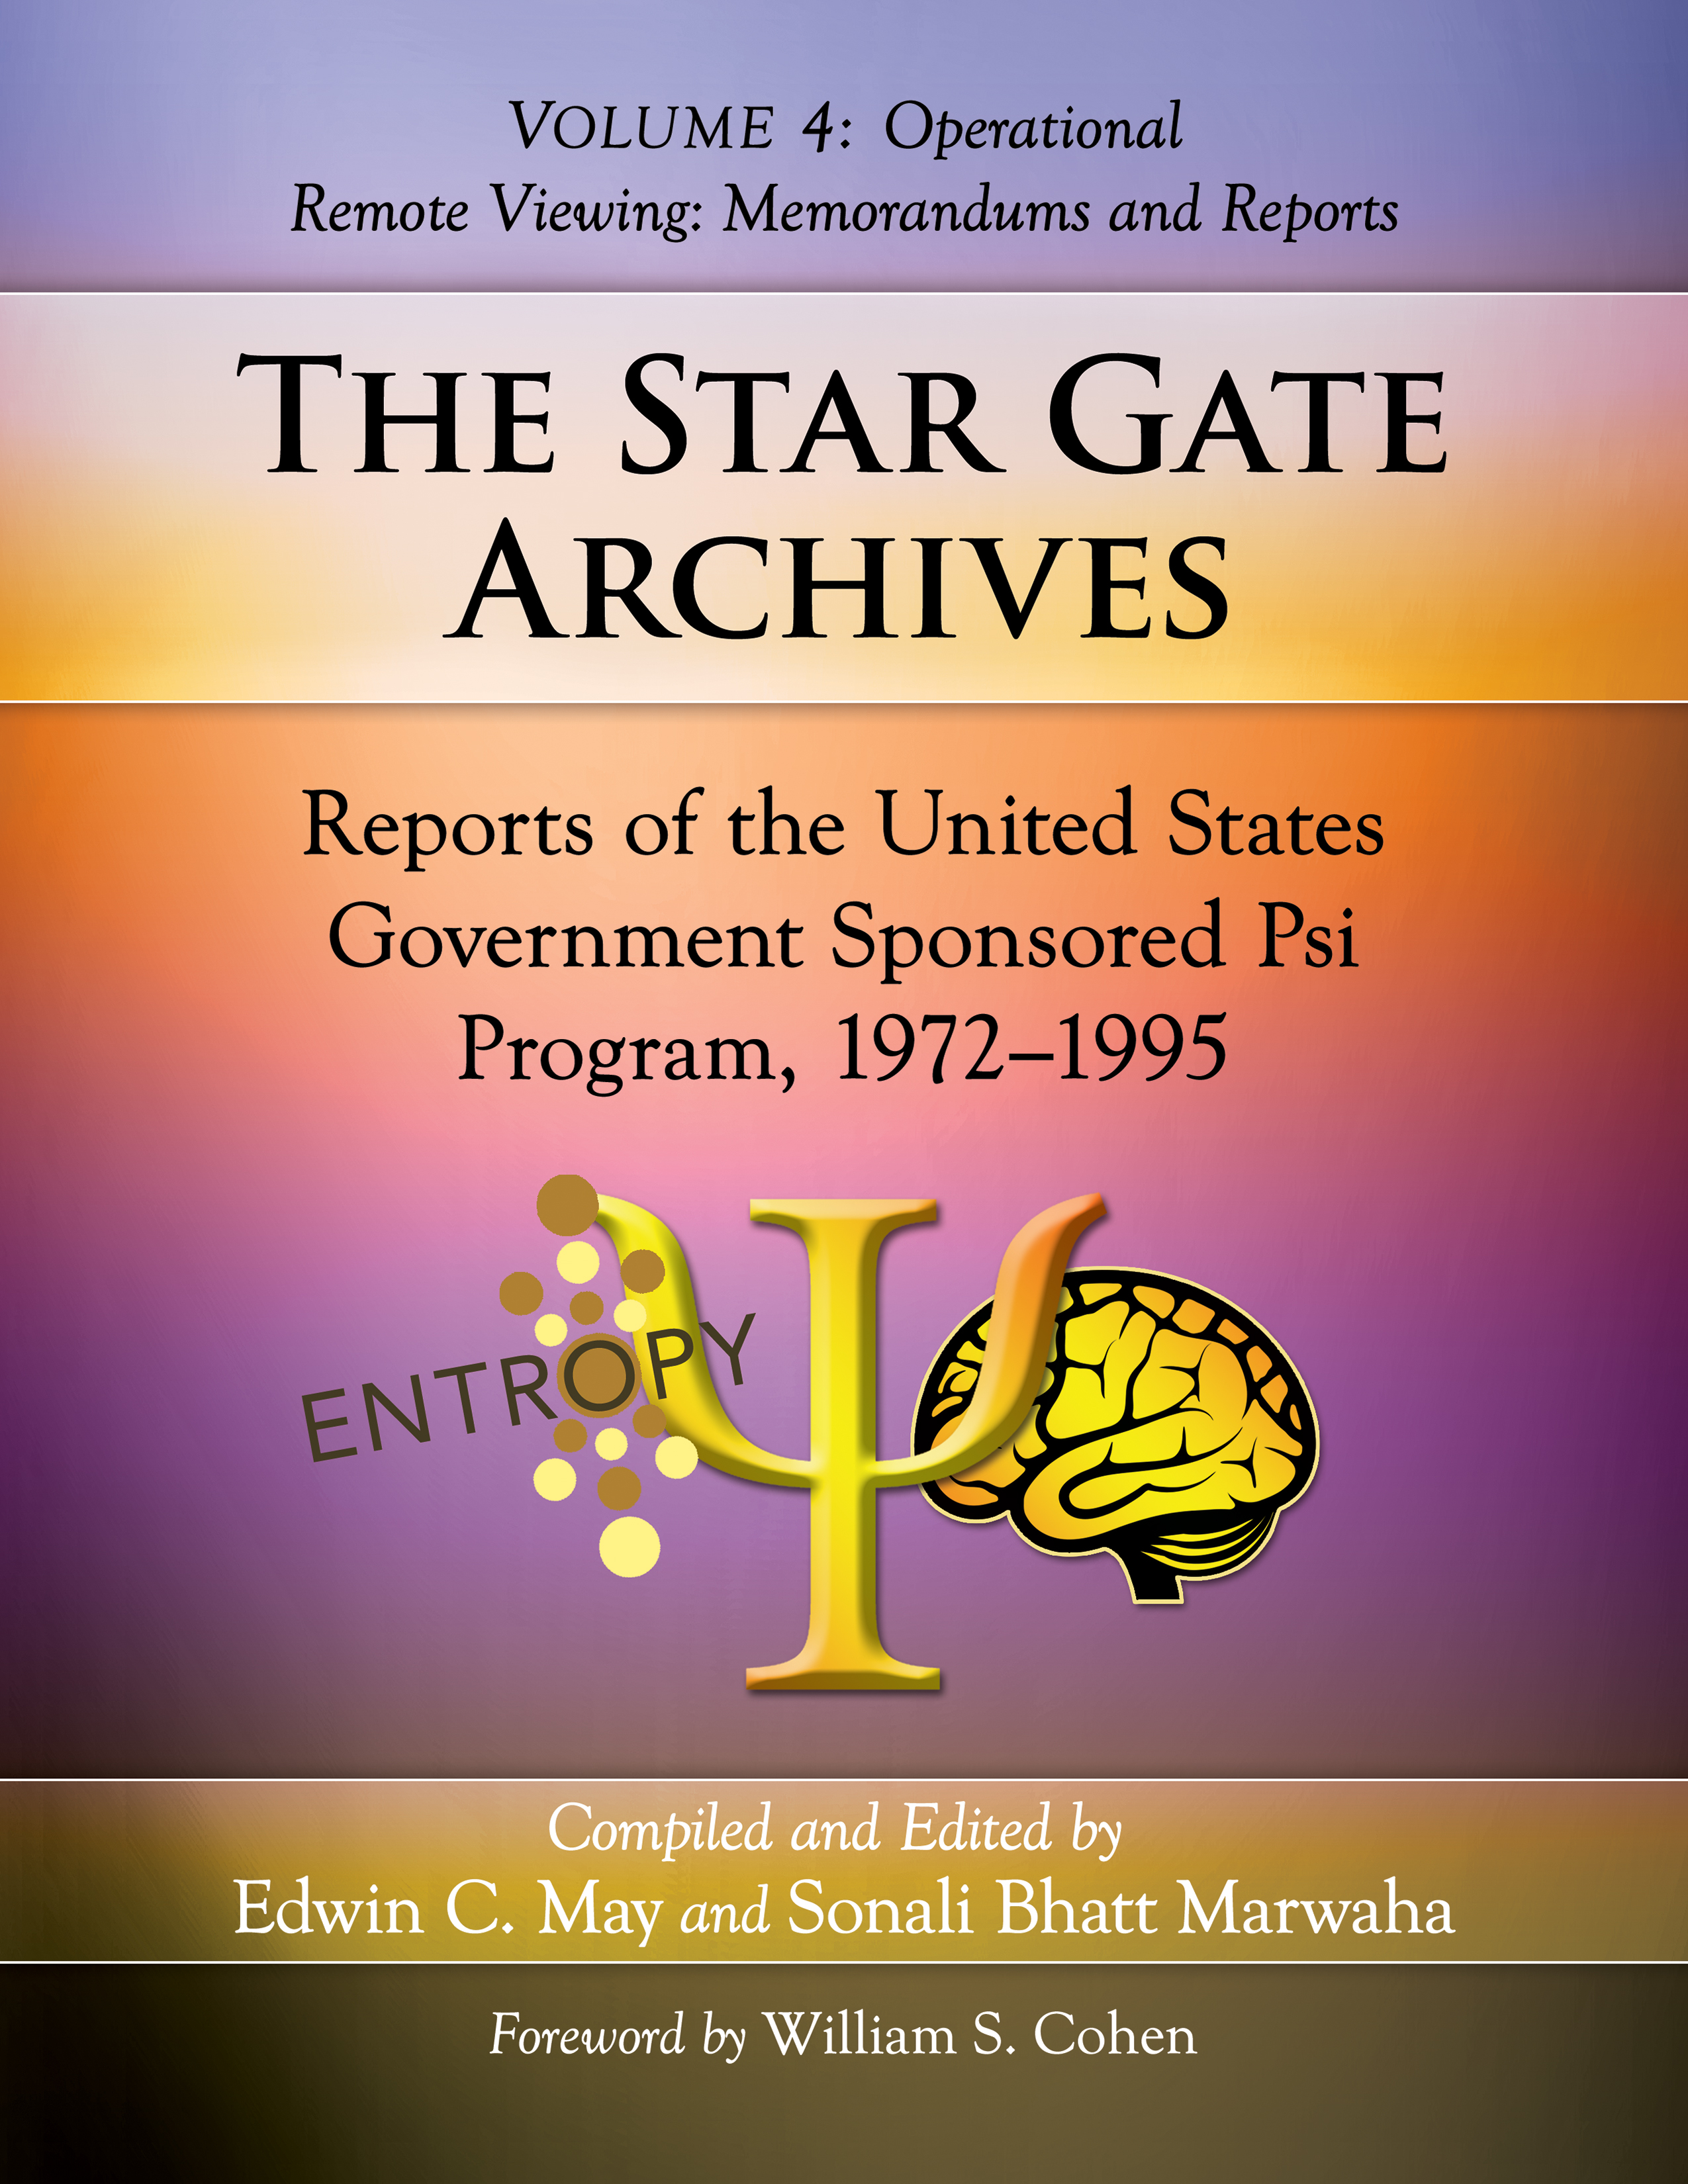 VOLUME 4: Operational
Remote Viewing: Memorandums and Reports
THE STAR GATE
ARCHIVES
Reports of the United States
Government Sponsored Psi
Program, 1972–1995
ENTROPY
Ψ
Compiled and Edited by
Edwin C. May and Sonali Bhatt Marwaha
Foreword by William S. Cohen